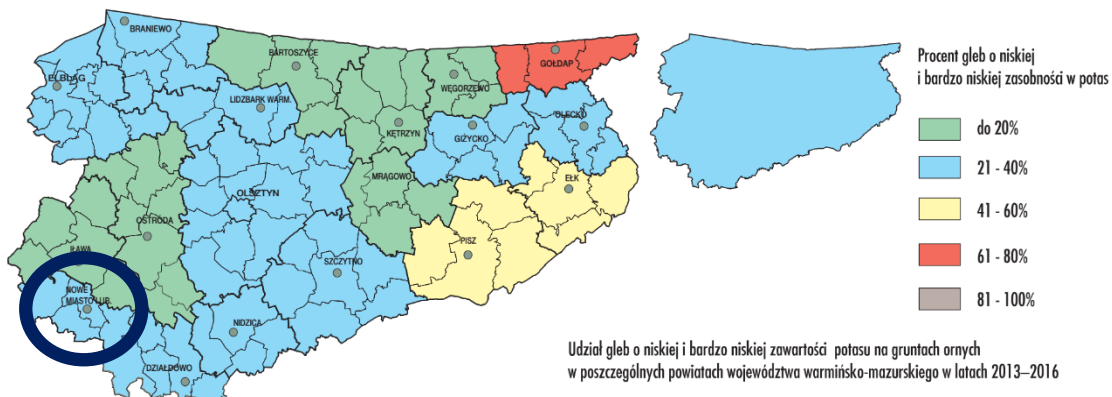 BRANIEWO
BARTOSZYCE
GOŁDAP
ELBLĄG
WĘGORZEWO
LIDZBARK WARM.
OLECKO
KĘTRZYN
GIŻYCKO
MRĄGOWO
EŁK
OLSZTYN
OSTRÓDA
PISZ
IŁAWA
SZCZYTNO
NOWE
MIASTO LUB.
NIDZICA
DZIAŁDOWO
Procent gleb o niskiej
i bardzo niskiej zasobności w potas
do 20%
21 - 40%
41 - 60%
61 - 80%
81 - 100%
Udział gleb o niskiej i bardzo niskiej zawartości potasu na gruntach ornych
w poszczególnych powiatach województwa warmińsko-mazurskiego w latach 2013–2016